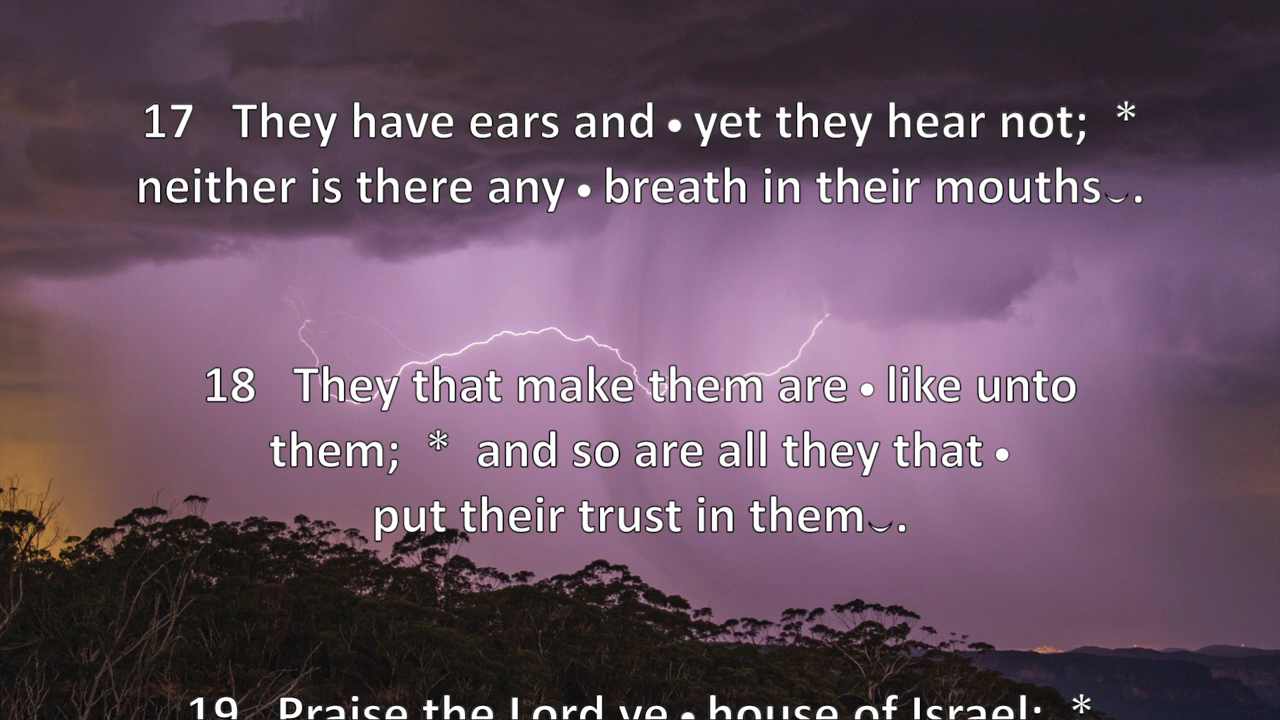 17 They have ears and • yet they hear not; *
neither is there any • breath in their mouths‿.
18 They that make them are • like unto
them; * and so are all they that •
put their trust in them‿.
19 Praise the Lord ye • house of Israel; *